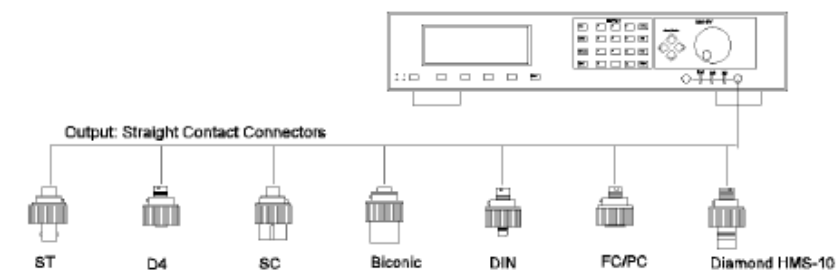 Output: Straight Contact Connectors
ST
D4
SC
Biconic
DIN
FC/PC
Diamond HMS-10